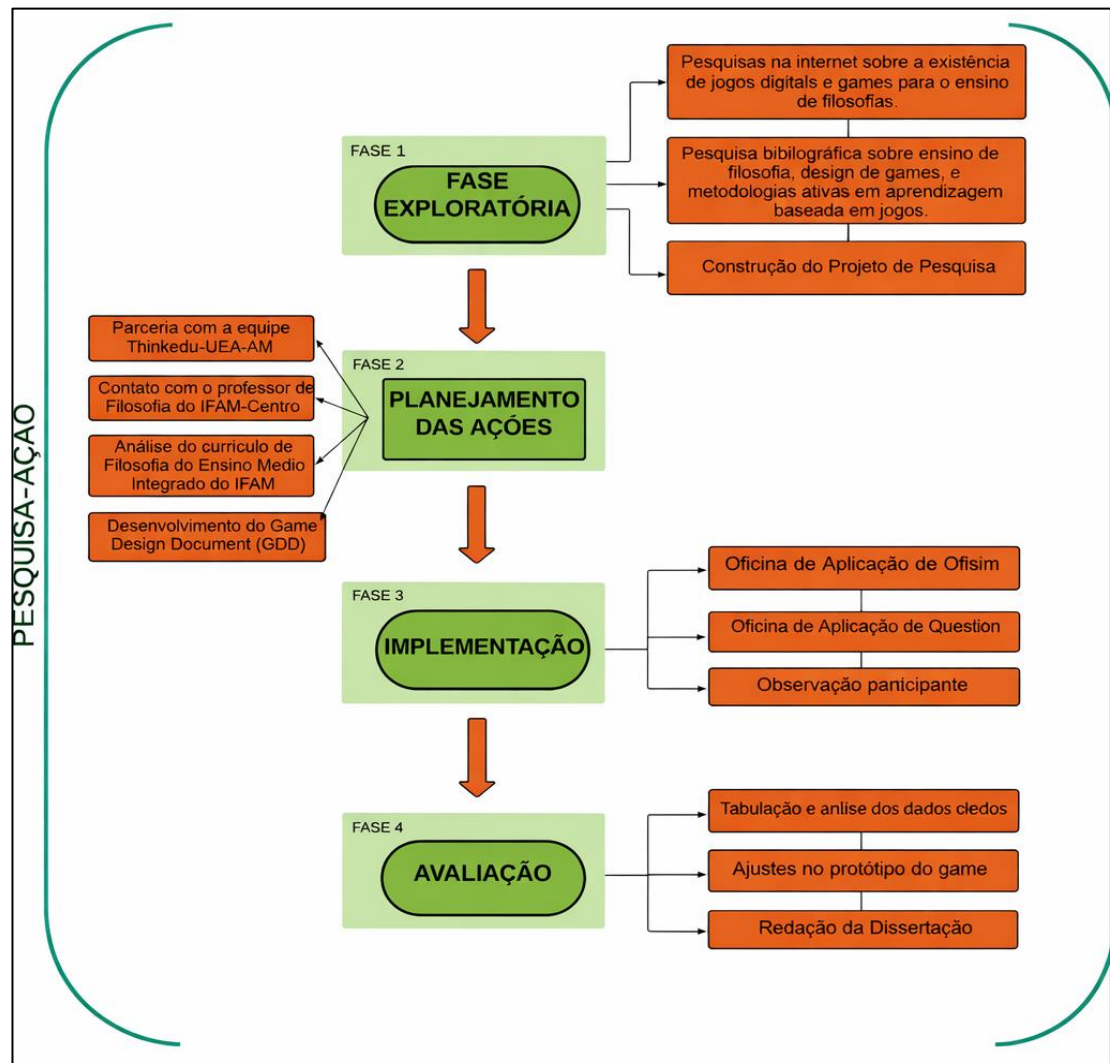 PESQUISA-AÇAO
FASE 1
FASE
EXPLORATÓRIA
Pesquisas na internet sobre a existência
de jogos digitals e games para o ensino
de filosofias.
Pesquisa bibilográfica sobre ensino de
filosofia, design de games, e
metodologias ativas em aprendizagem
baseada em jogos.
Construção do Projeto de Pesquisa
FASE 2
PLANEJAMENTO
DAS AÇÓES
Parceria com a equipe
Thinkedu-UEA-AM
Contato com o professor de
Filosofia do IFAM-Centro
Análise do curriculo de
Filosofia do Ensino Medio
Integrado do IFAM
Desenvolvimento do Game
Design Document (GDD)
FASE 3
IMPLEMENTAÇÃO
Oficina de Aplicação de Ofisim
Oficina de Aplicação de Question
Observação panicipante
FASE 4
AVALIAÇÃO
Tabulação e anlise dos dados cledos
Ajustes no protótipo do game
Redação da Dissertação